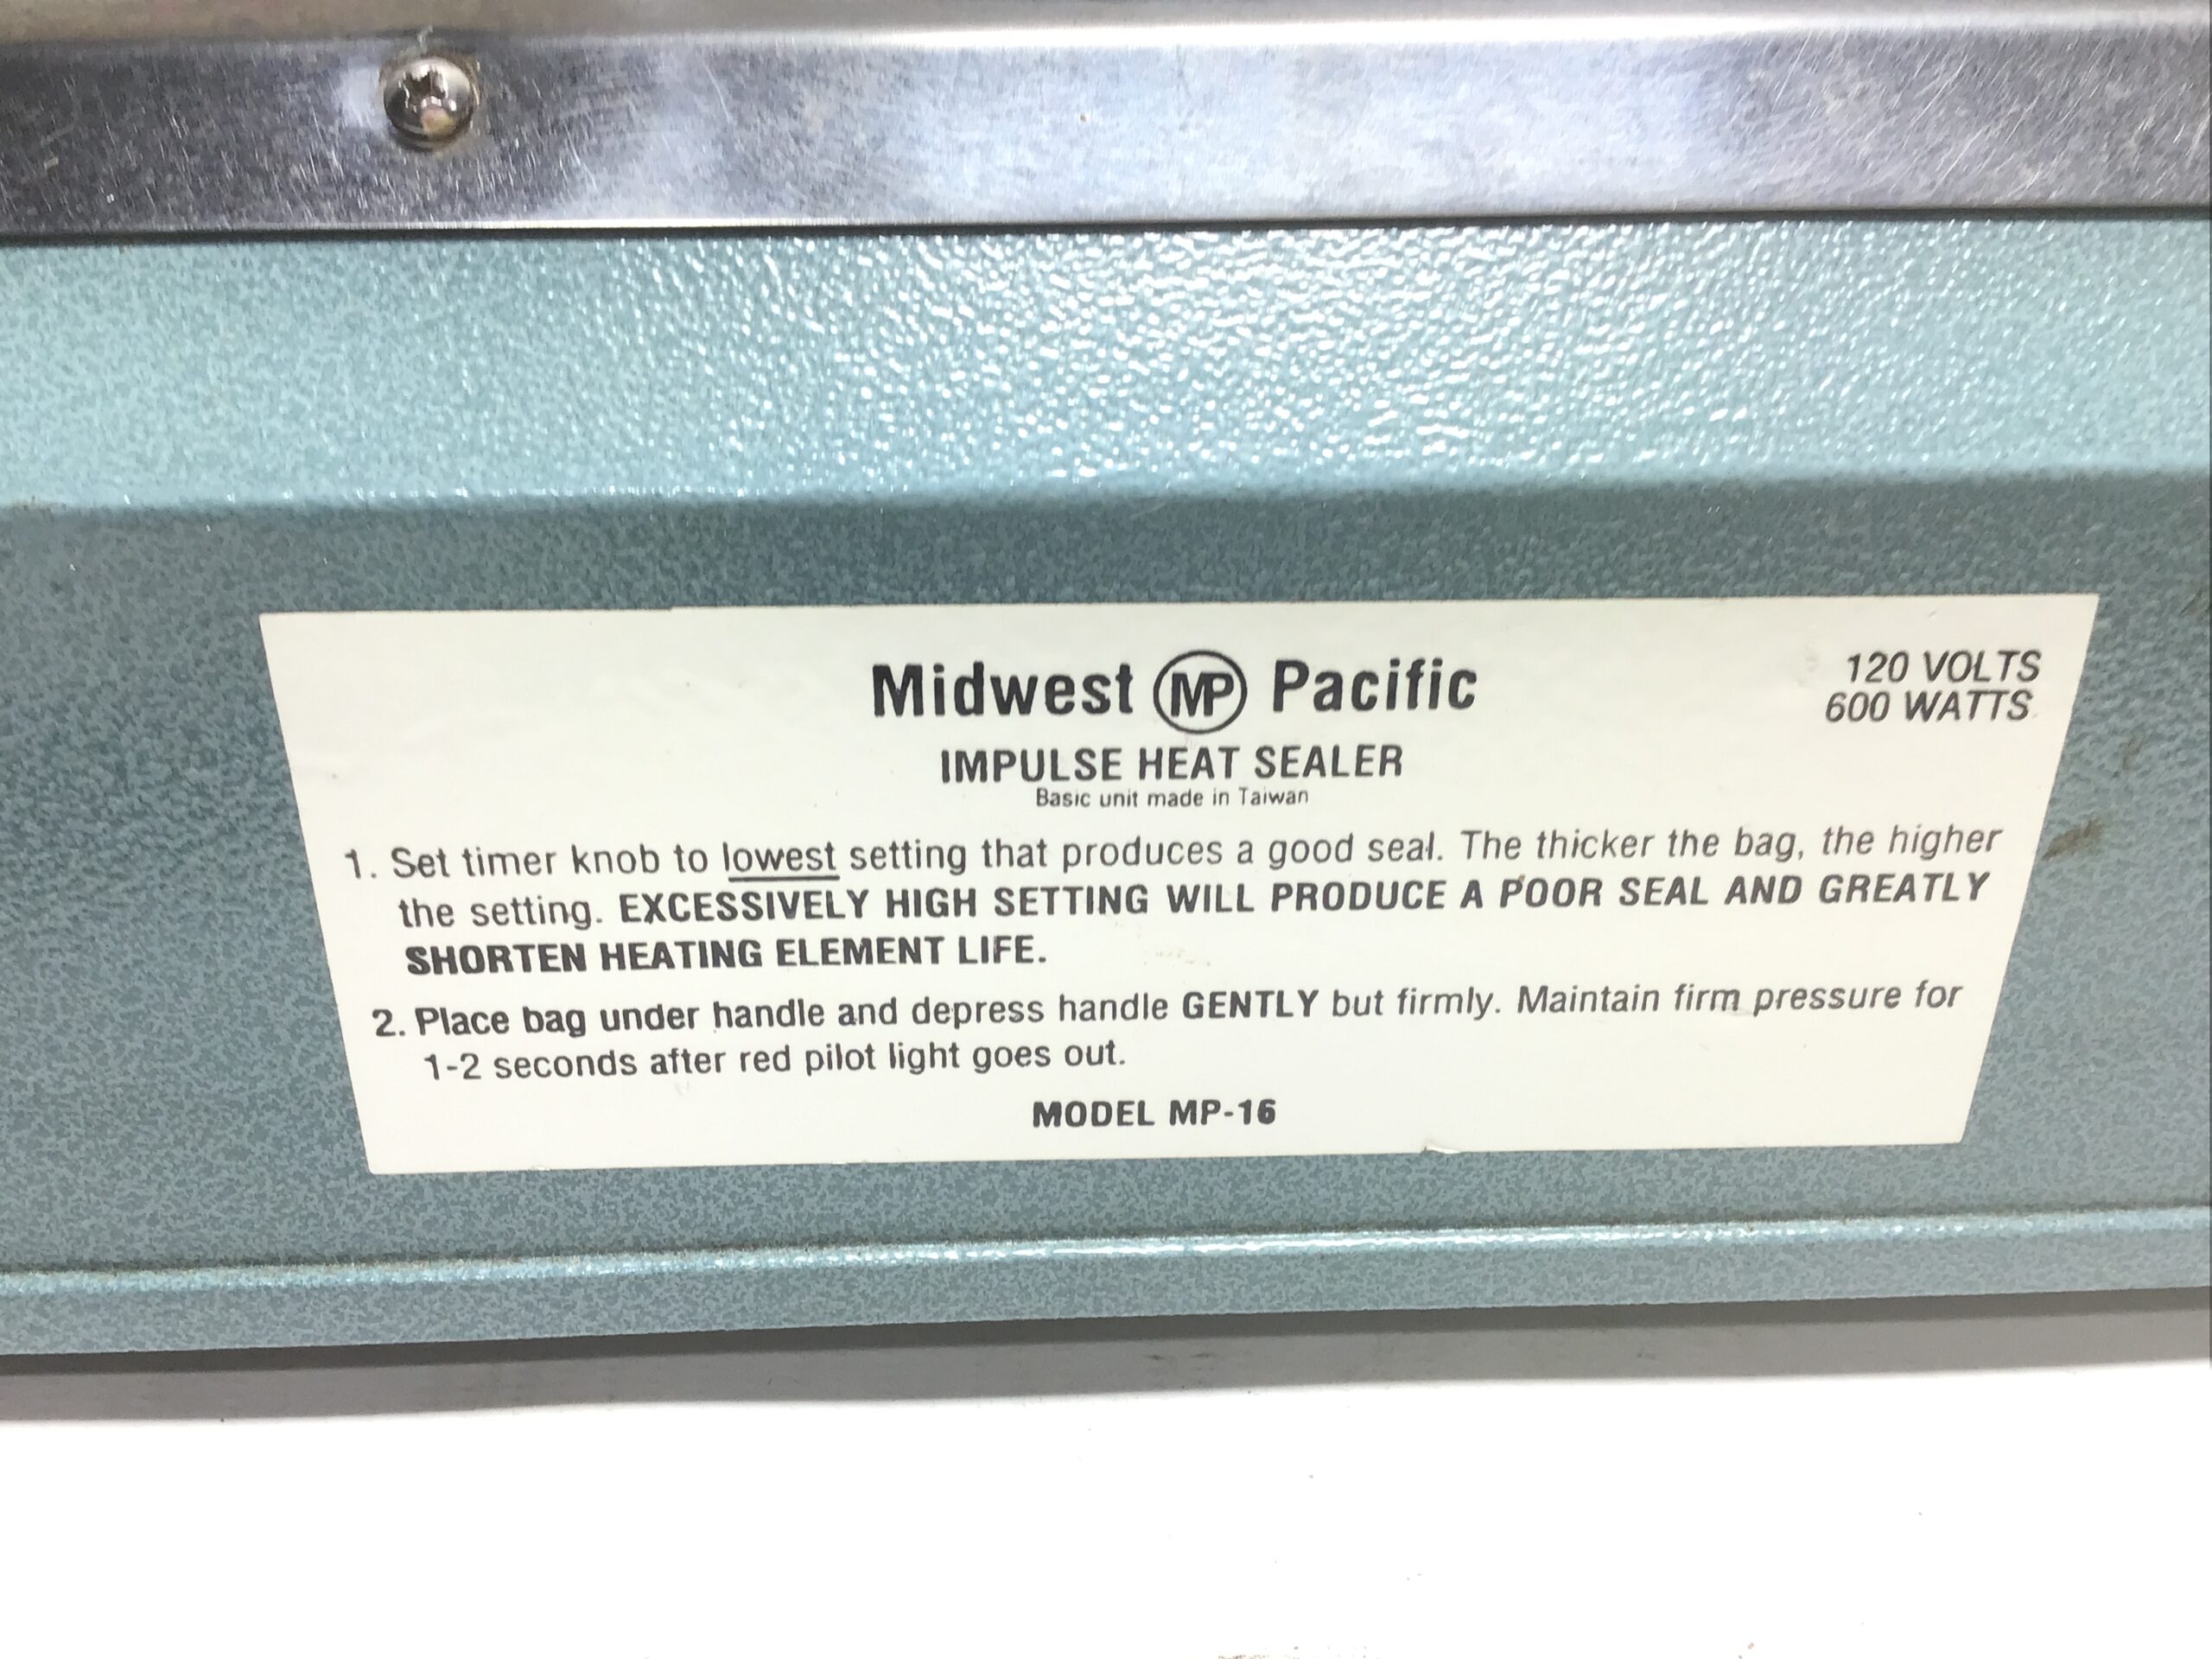 Midwest MP Pacific
120 VOLTS
600 WATTS
IMPULSE HEAT SEALER
Basic unit made in Taiwan
1. Set timer knob to lowest setting that produces a good seal. The thicker the bag, the higher
the setting. EXCESSIVELY HIGH SETTING WILL PRODUCE A POOR SEAL AND GREATLY
SHORTEN HEATING ELEMENT LIFE.
2. Place bag under handle and depress handle GENTLY but firmly. Maintain firm pressure for
1-2 seconds after red pilot light goes out.
MODEL MP-16